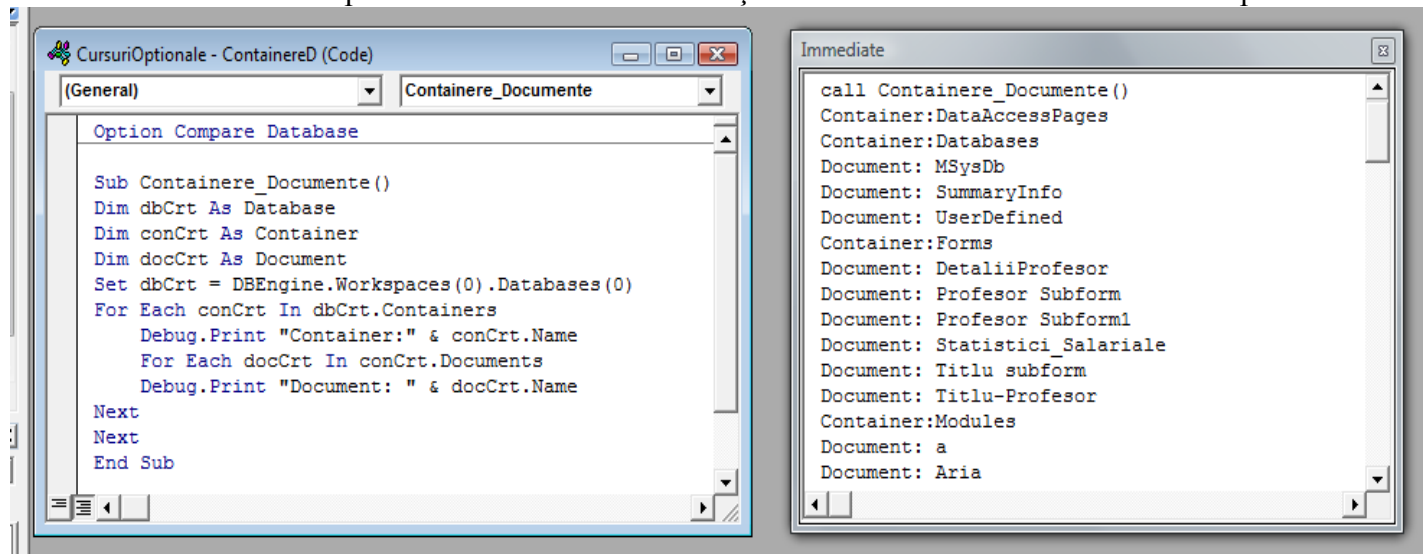 CursuriOptionale - ContainereD (Code)
(General)
Containere_Documente
Option Compare Database
Sub Containere_Documente()
Dim dbCrt As Database
Dim conCrt As Container
Dim docCrt As Document
Set dbCrt = DBEngine.Workspaces(0).Databases(0)
For Each conCrt In dbCrt.Containers
Debug.Print "Container:" & conCrt.Name
For Each docCrt In conCrt.Documents
Debug.Print "Document: " & docCrt.Name
Next
Next
End Sub
Immediate
call Containere_Documente()
Container:DataAccessPages
Container:Databases
Document: MSysDb
Document: SummaryInfo
Document: UserDefined
Container:Forms
Document: DetaliiProfesor
Document: Profesor Subform
Document: Profesor Subform1
Document: Statistici_Salariale
Document: Titlu subform
Document: Titlu-Profesor
Container:Modules
Document: a
Document: Aria